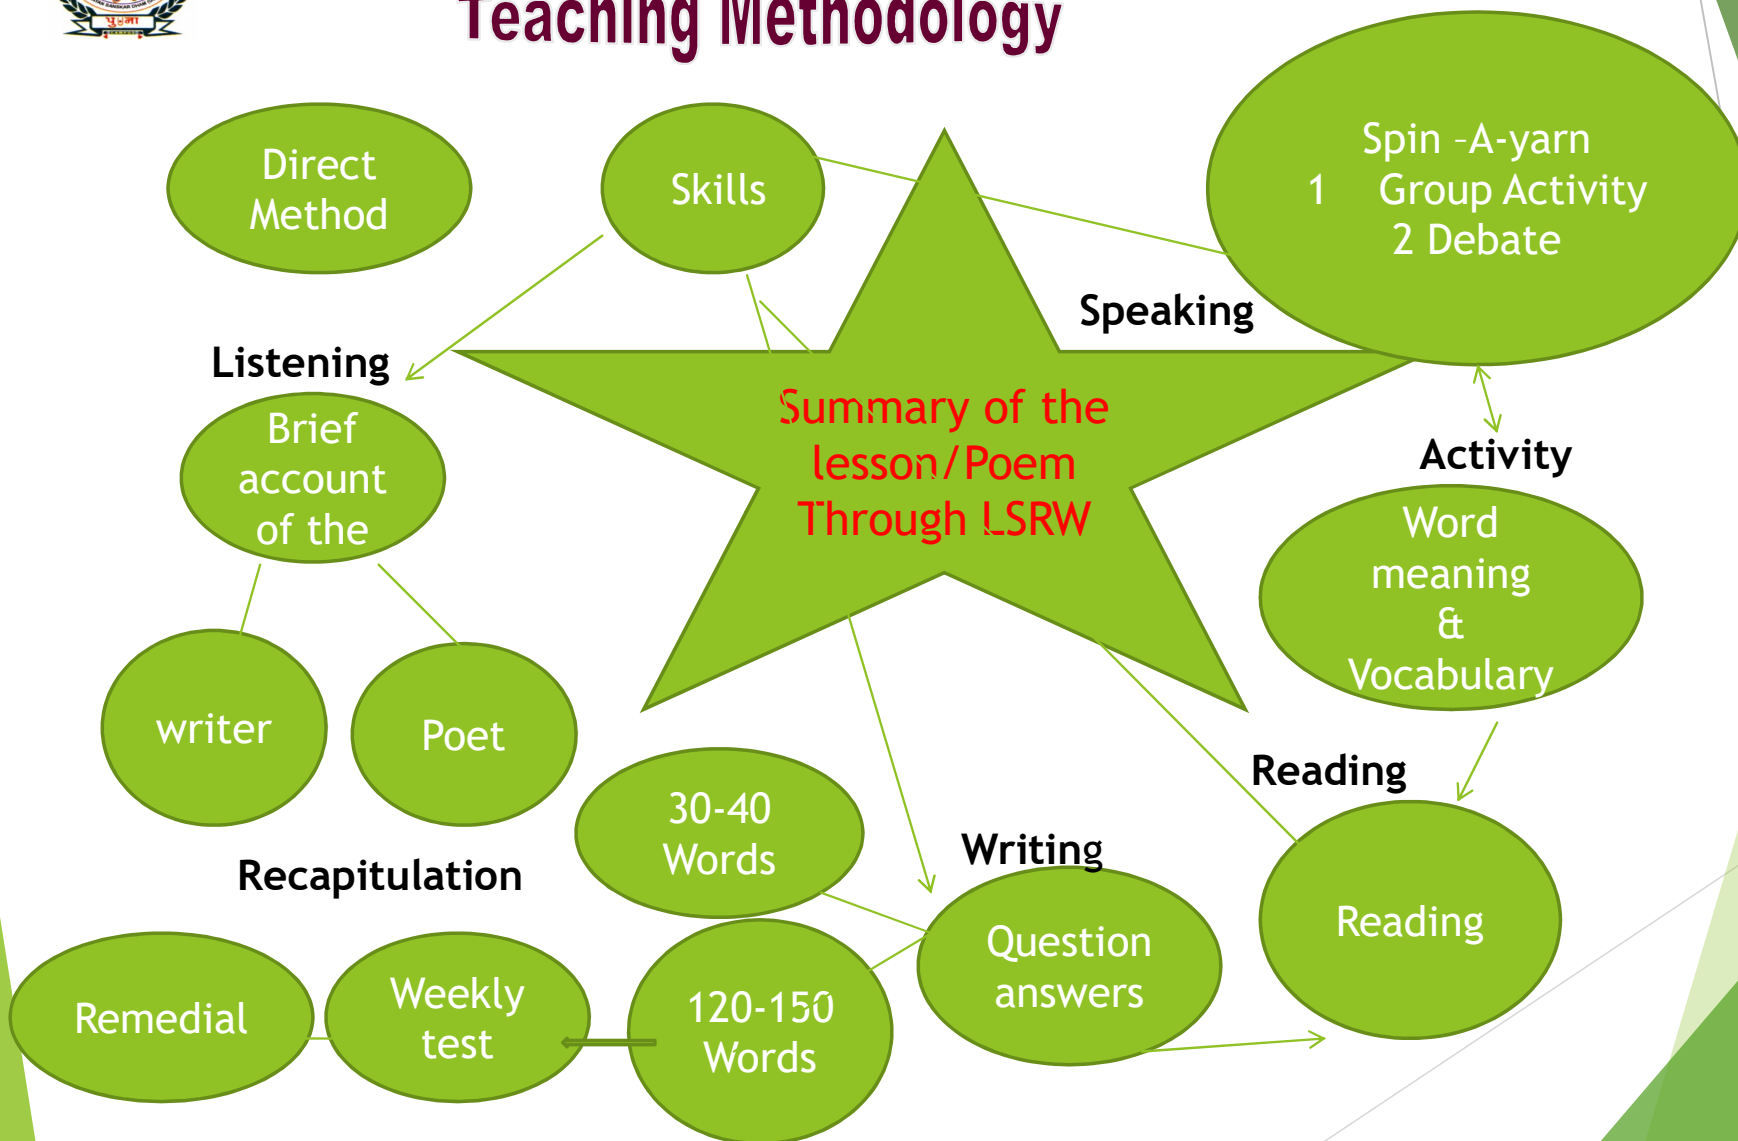 Teaching Methodology
Direct
Method
Skills
Spin –A-yarn
1 Group Activity
2 Debate
Speaking
Listening
Brief
account
of the
Summary of the
lesson/Poem
Through LSRW
Activity
Word
meaning
&
Vocabulary
writer
Poet
Reading
30-40
Words
Writing
Recapitulation
Question
answers
Reading
Remedial
Weekly
test
120-150
Words